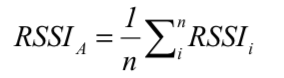 RSSI_A = \frac{1}{n} \sum_{i}^{n} RSSI_i